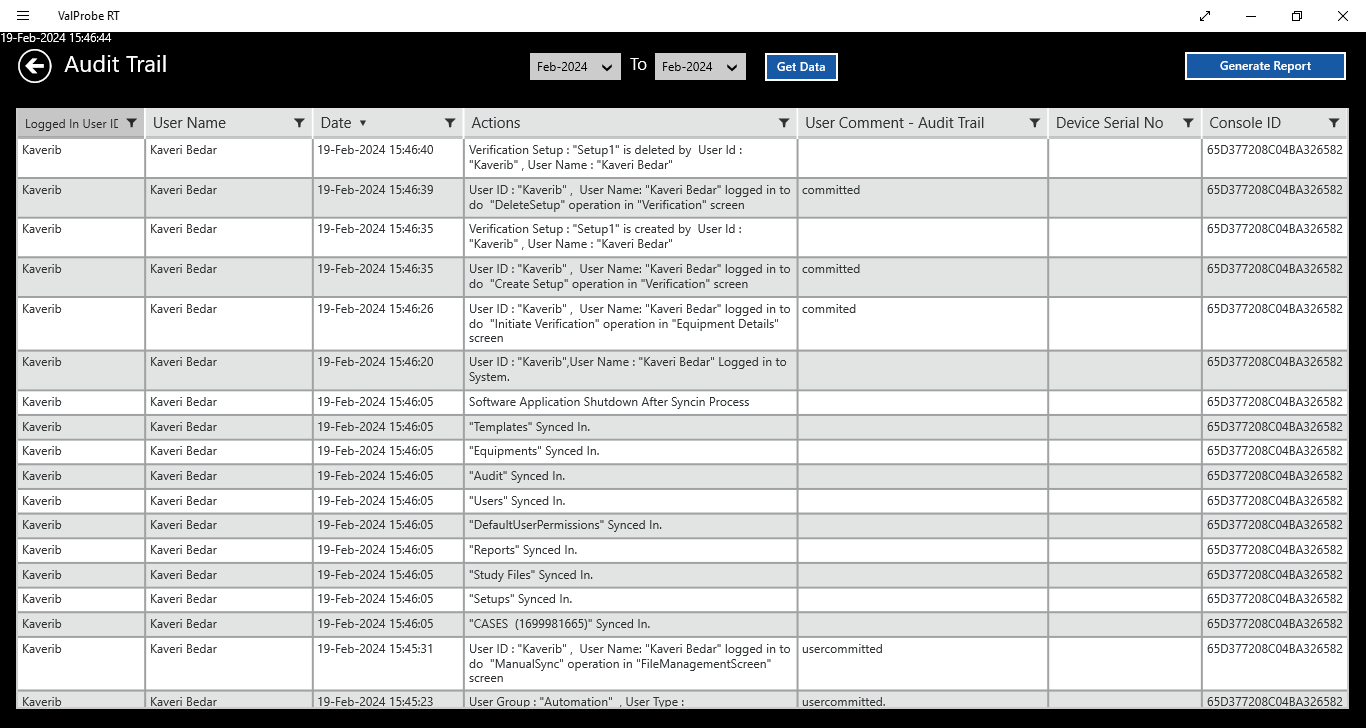 ValProbe RT
19-Feb-2024 15:46:44
Audit Trail
Feb-2024 To Feb-2024 Get Data Generate Report
Logged In User ID User Name Date ▼ Actions User Comment - Audit Trail Device Serial No Console ID
Kaverib Kaveri Bedar 19-Feb-2024 15:46:40 Verification Setup : "Setup1" is deleted by  User Id : 65D377208C04BA326582
"Kaverib" , User Name : "Kaveri Bedar"
Kaverib Kaveri Bedar 19-Feb-2024 15:46:39 User ID : "Kaverib" ,  User Name: "Kaveri Bedar" logged in to committed 65D377208C04BA326582
do  "DeleteSetup" operation in "Verification" screen
Kaverib Kaveri Bedar 19-Feb-2024 15:46:35 Verification Setup : "Setup1" is created by  User Id : 65D377208C04BA326582
"Kaverib" , User Name : "Kaveri Bedar"
Kaverib Kaveri Bedar 19-Feb-2024 15:46:35 User ID : "Kaverib" ,  User Name: "Kaveri Bedar" logged in to committed 65D377208C04BA326582
do  "Create Setup" operation in "Verification" screen
Kaverib Kaveri Bedar 19-Feb-2024 15:46:26 User ID : "Kaverib" ,  User Name: "Kaveri Bedar" logged in to commited 65D377208C04BA326582
do  "Initiate Verification" operation in "Equipment Details"
screen
Kaverib Kaveri Bedar 19-Feb-2024 15:46:20 User ID : "Kaverib",User Name : "Kaveri Bedar" Logged in to 65D377208C04BA326582
System.
Kaverib Kaveri Bedar 19-Feb-2024 15:46:05 Software Application Shutdown After Syncin Process 65D377208C04BA326582
Kaverib Kaveri Bedar 19-Feb-2024 15:46:05 "Templates" Synced In. 65D377208C04BA326582
Kaverib Kaveri Bedar 19-Feb-2024 15:46:05 "Equipments" Synced In. 65D377208C04BA326582
Kaverib Kaveri Bedar 19-Feb-2024 15:46:05 "Audit" Synced In. 65D377208C04BA326582
Kaverib Kaveri Bedar 19-Feb-2024 15:46:05 "Users" Synced In. 65D377208C04BA326582
Kaverib Kaveri Bedar 19-Feb-2024 15:46:05 "DefaultUserPermissions" Synced In. 65D377208C04BA326582
Kaverib Kaveri Bedar 19-Feb-2024 15:46:05 "Reports" Synced In. 65D377208C04BA326582
Kaverib Kaveri Bedar 19-Feb-2024 15:46:05 "Study Files" Synced In. 65D377208C04BA326582
Kaverib Kaveri Bedar 19-Feb-2024 15:46:05 "Setups" Synced In. 65D377208C04BA326582
Kaverib Kaveri Bedar 19-Feb-2024 15:46:05 "CASES  (1699981665)" Synced In. 65D377208C04BA326582
Kaverib Kaveri Bedar 19-Feb-2024 15:45:31 User ID : "Kaverib" ,  User Name: "Kaveri Bedar" logged in to usercommitted 65D377208C04BA326582
do  "ManualSync" operation in "FileManagementScreen"
screen
Kaverib Kaveri Bedar 19-Feb-2024 15:45:23 User Group : "Automation"  , User Type : usercommitted. 65D377208C04BA326582